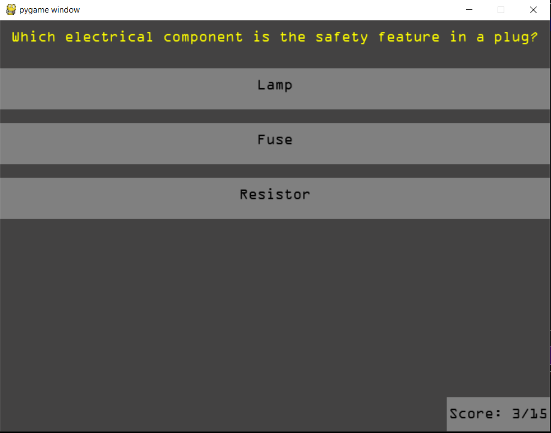 pygame window
Which electrical component is the safety feature in a plug?
Lamp
Fuse
Resistor
Score: 3/15